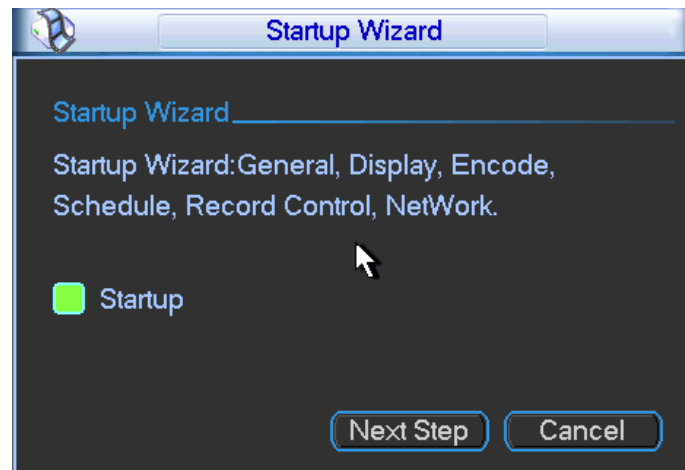 Startup Wizard
Startup Wizard
Startup Wizard:General, Display, Encode,
Schedule, Record Control, NetWork.
Startup
Next Step Cancel